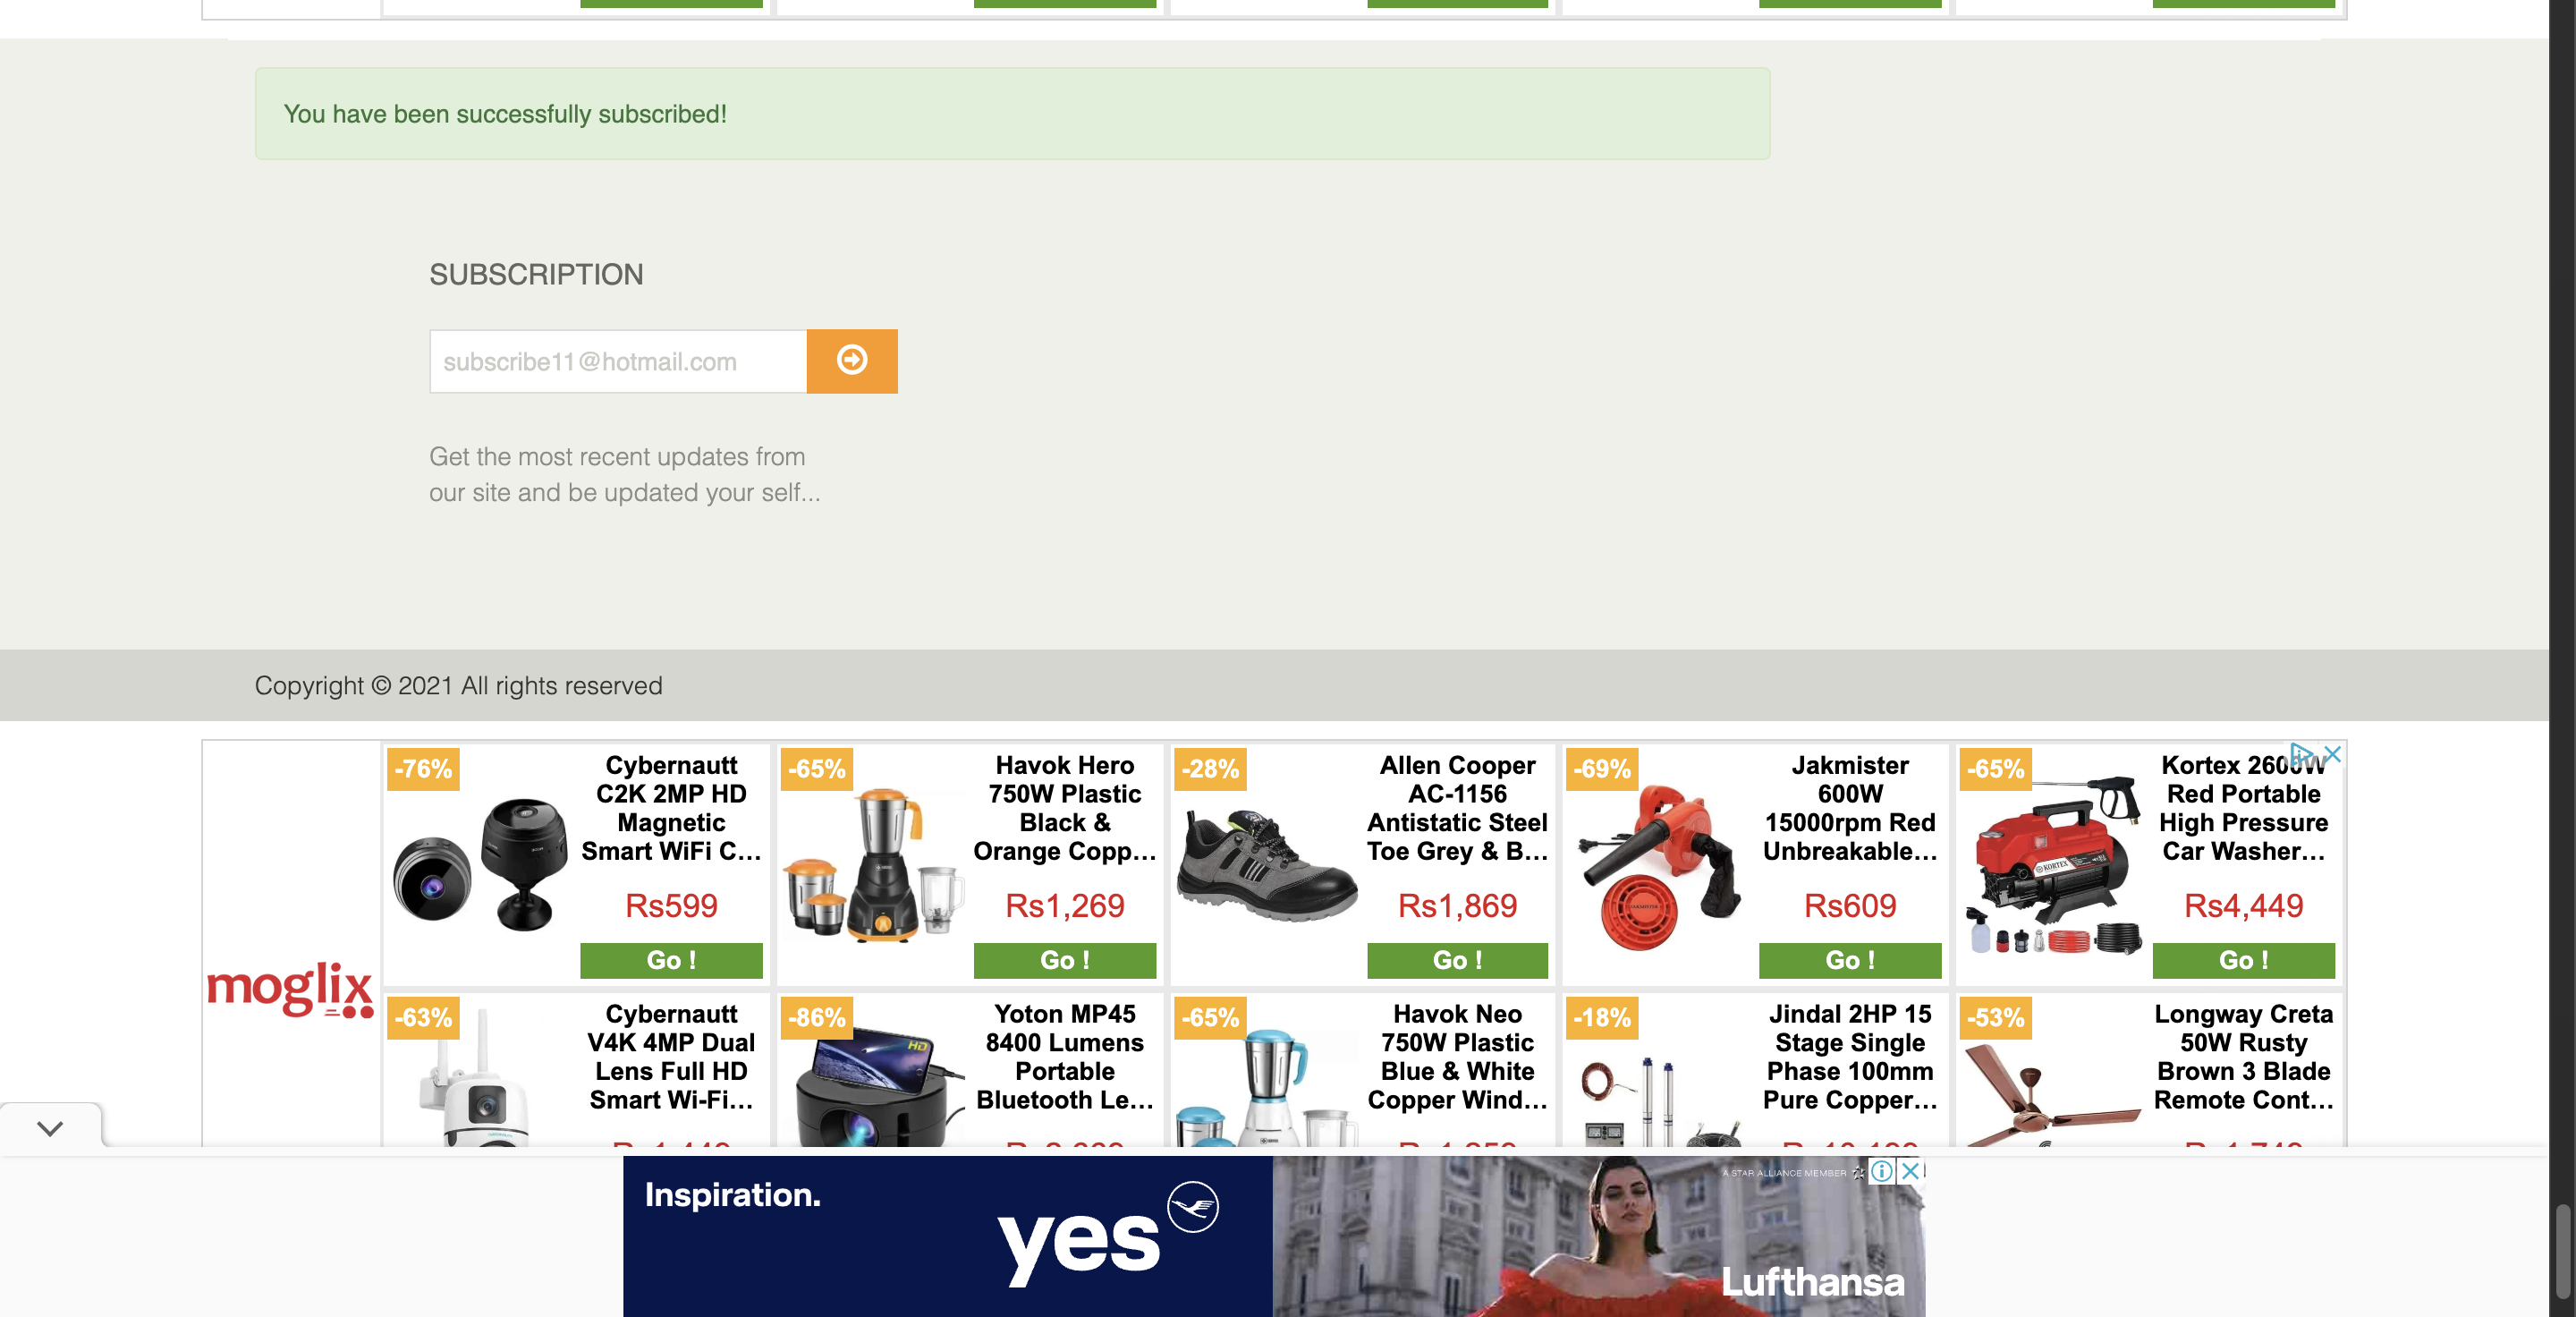 You have been successfully subscribed!
SUBSCRIPTION
subscribe11@hotmail.com
Get the most recent updates from
our site and be updated your self...
Copyright © 2021 All rights reserved
moglix
-76%
Cybernautt
C2K 2MP HD
Magnetic
Smart WiFi C...
Rs599
Go !
-65%
Havok Hero
750W Plastic
Black &
Orange Copp...
Rs1,269
Go !
-28%
Allen Cooper
AC-1156
Antistatic Steel
Toe Grey & B...
Rs1,869
Go !
-69%
Jakmister
600W
15000rpm Red
Unbreakable...
Rs609
Go !
-65%
Kortex 2600W
Red Portable
High Pressure
Car Washer...
Rs4,449
Go !
KORTEX
-63%
Cybernautt
V4K 4MP Dual
Lens Full HD
Smart Wi-Fi...
-86%
Yoton MP45
8400 Lumens
Portable
Bluetooth Le...
HD
-65%
Havok Neo
750W Plastic
Blue & White
Copper Wind...
-18%
Jindal 2HP 15
Stage Single
Phase 100mm
Pure Copper...
-53%
Longway Creta
50W Rusty
Brown 3 Blade
Remote Cont...
Inspiration.
yes
A STAR ALLIANCE MEMBER
Lufthansa